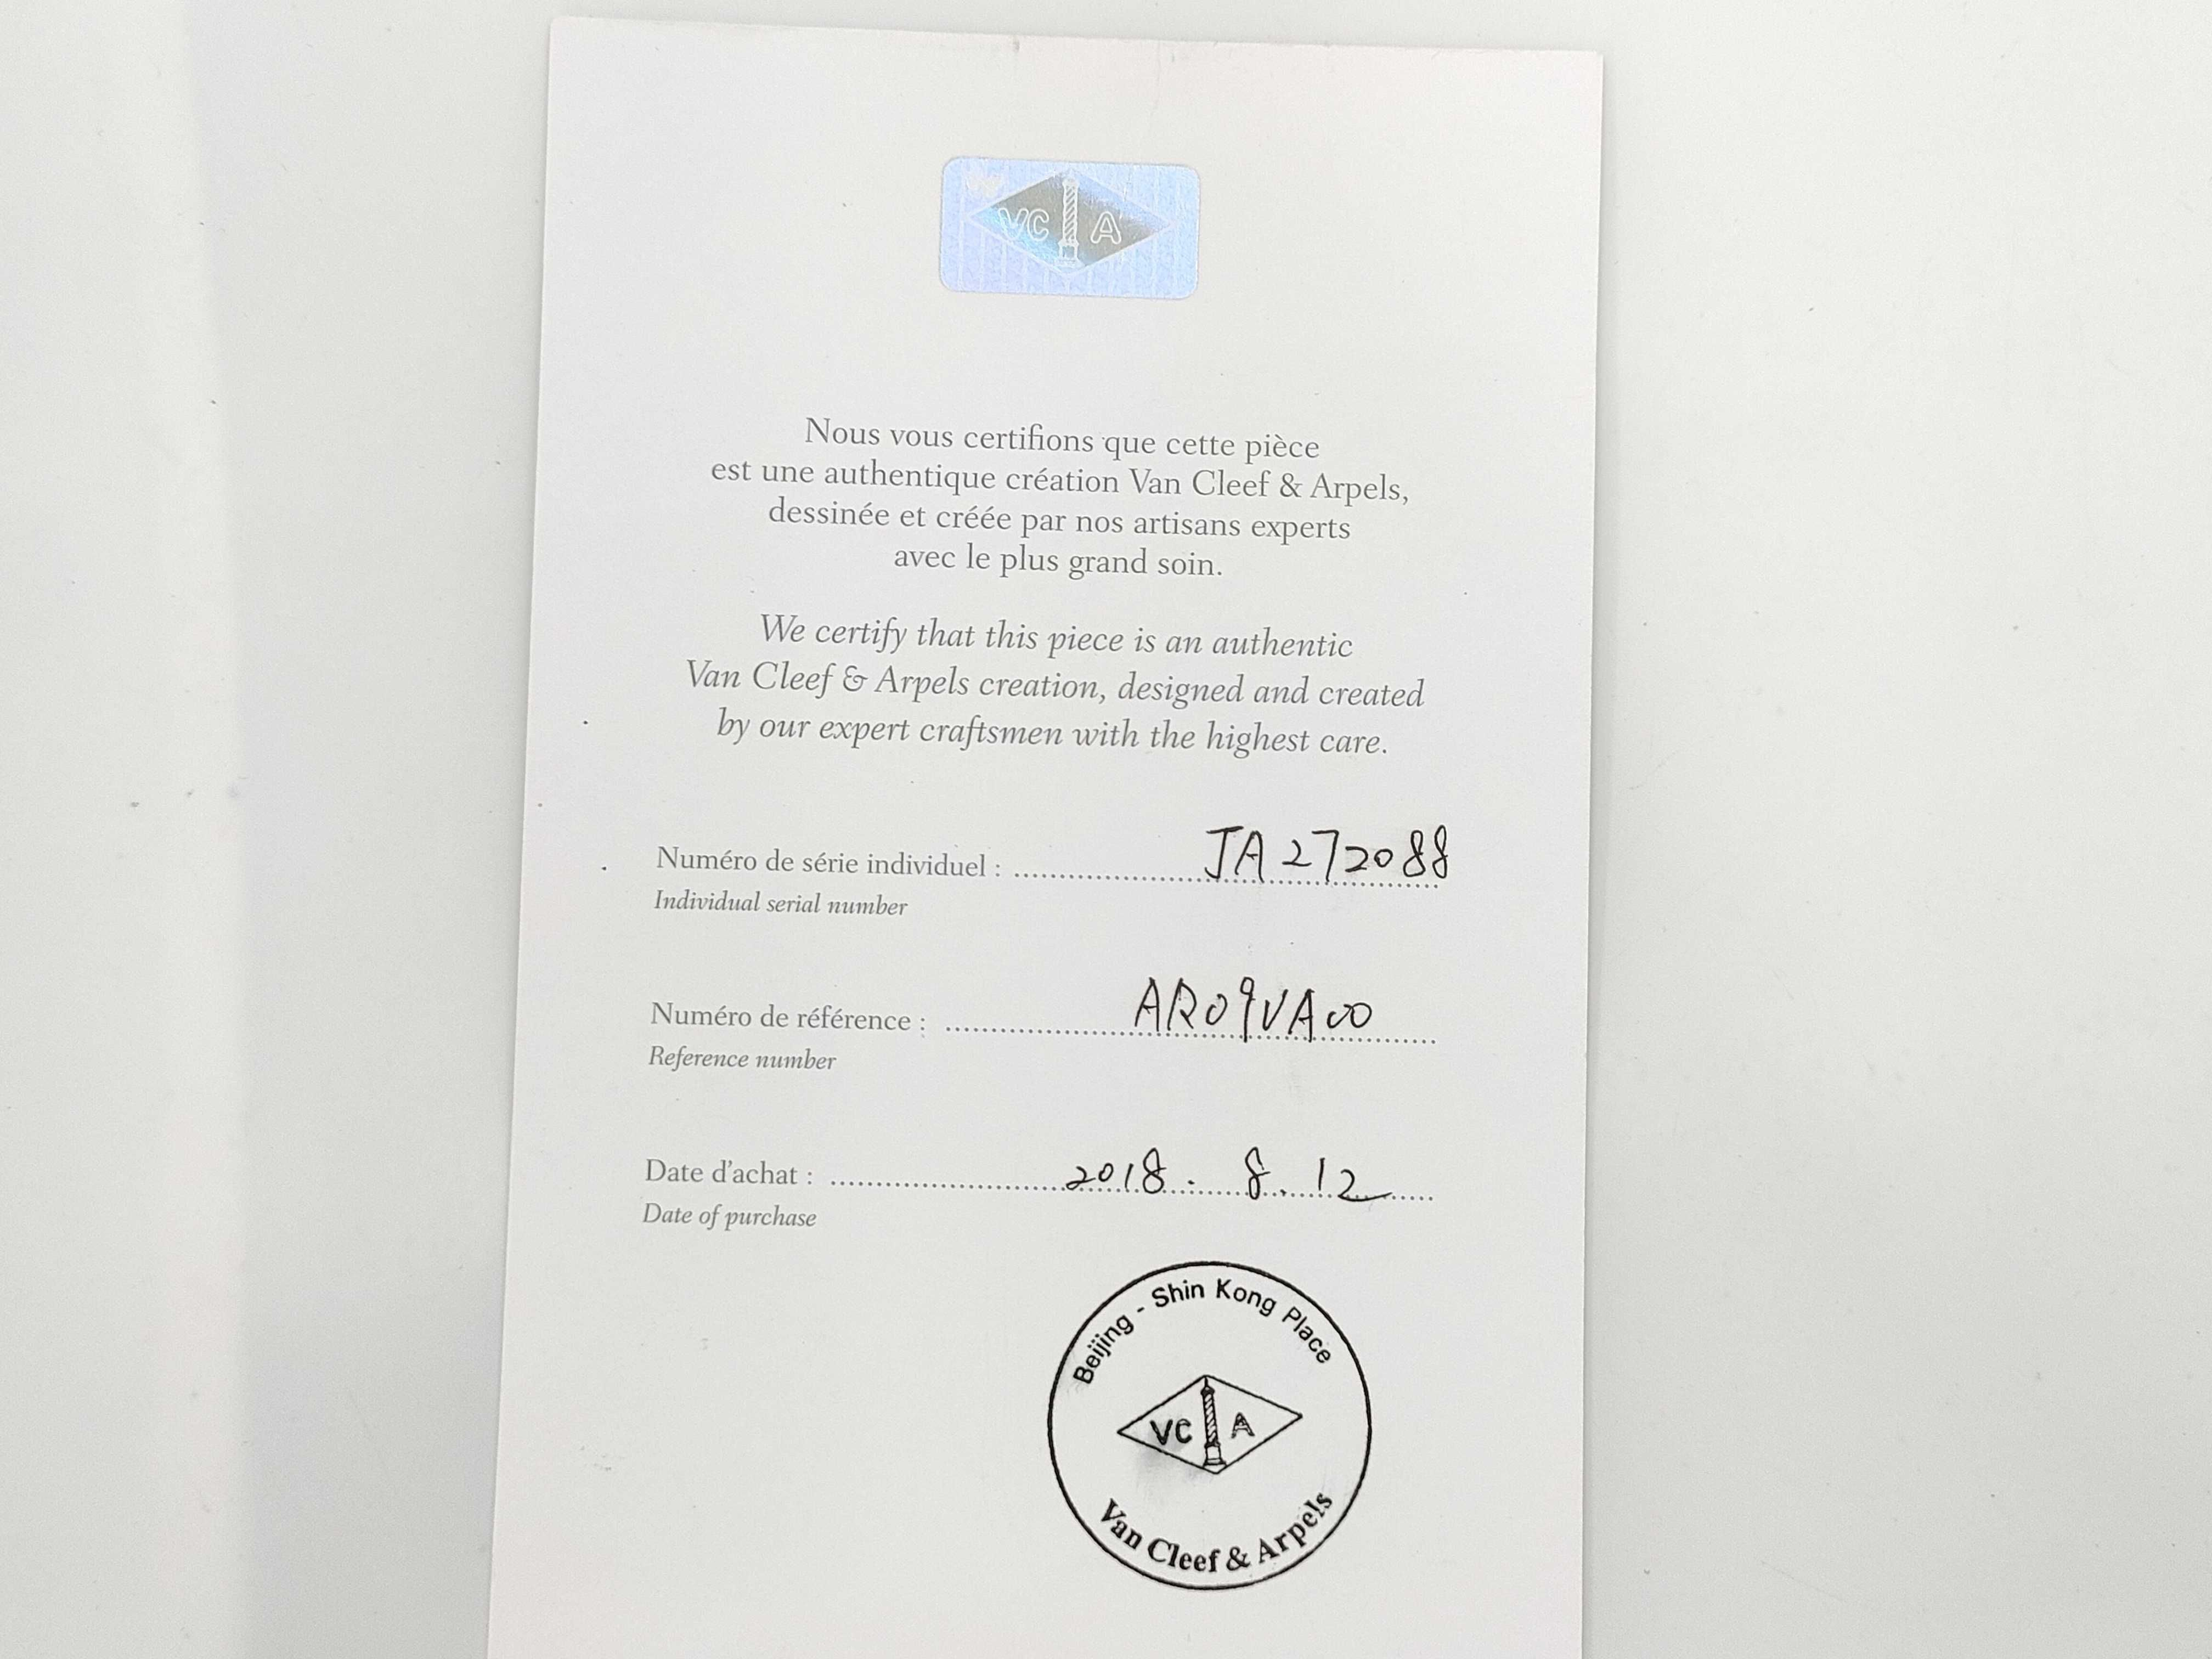 VC A
Nous vous certifions que cette pièce
est une authentique création Van Cleef & Arpels,
dessinée et créée par nos artisans experts
avec le plus grand soin.
We certify that this piece is an authentic
Van Cleef & Arpels creation, designed and created
by our expert craftsmen with the highest care.
Numéro de série individuel : JA272088
Individual serial number
Numéro de référence : ARO9VA00
Reference number
Date d'achat : 2018. 8. 12
Date of purchase
Beijing - Shin Kong Place
VC A
Van Cleef & Arpels